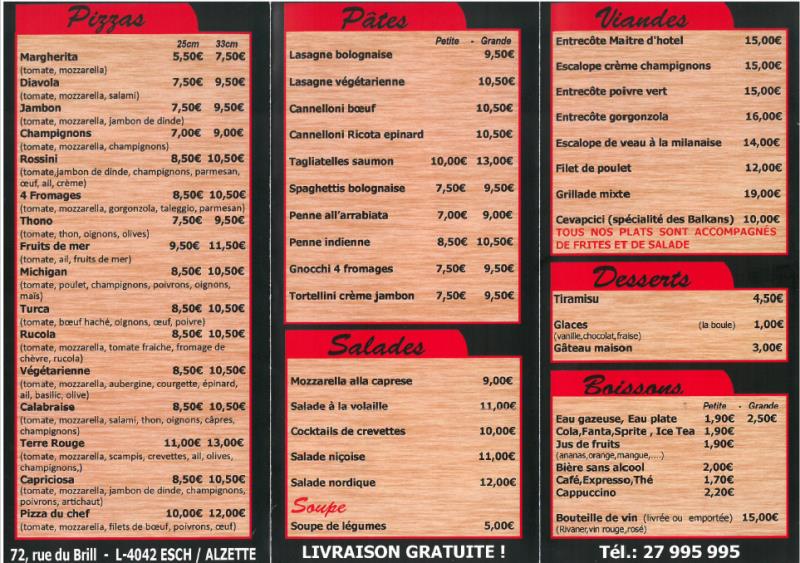 Pizzas
25cm 33cm
Margherita 5,50€ 7,50€
(tomate, mozzarella)
Diavola 7,50€ 9,50€
(tomate, mozzarella, salami)
Jambon 7,50€ 9,50€
(tomate, mozzarella, jambon de dinde)
Champignons 7,00€ 9,00€
(tomate, mozzarella, champignons)
Rossini 8,50€ 10,50€
(tomate,jambon de dinde, champignons, parmesan,
œuf, ail, crème)
4 Fromages 8,50€ 10,50€
(tomate, mozzarella, gorgonzola, taleggio, parmesan)
Thono 7,50€ 9,50€
(tomate, thon, oignons, olives)
Fruits de mer 9,50€ 11,50€
(tomate, ail, fruits de mer)
Michigan 8,50€ 10,50€
(tomate, poulet, champignons, poivrons, oignons,
maïs)
Turca 8,50€ 10,50€
(tomate, bœuf haché, oignons, œuf, poivre)
Rucola 8,50€ 10,50€
(tomate, mozzarella, tomate fraiche, fromage de
chèvre, rucola)
Végétarienne 8,50€ 10,50€
(tomate, mozzarella, aubergine, courgette, épinard,
ail, basilic, olive)
Calabraise 8,50€ 10,50€
(tomate, mozzarella, salami, thon, oignons, câpres,
champignons)
Terre Rouge 11,00€ 13,00€
(tomate, mozzarella, scampis, crevettes, ail, olives,
champignons,)
Capriciosa 8,50€ 10,50€
(tomate, mozzarella, jambon de dinde, champignons,
poivrons, artichaut)
Pizza du chef 10,00€ 12,00€
(tomate, mozzarella, filets de bœuf, poivrons, œuf)
72, rue du Brill - L-4042 ESCH / ALZETTE
Pâtes
Petite - Grande
Lasagne bolognaise 9,50€
Lasagne végétarienne 10,50€
Cannelloni bœuf 10,50€
Cannelloni Ricota epinard 10,50€
Tagliatelles saumon 10,00€ 13,00€
Spaghettis bolognaise 7,50€ 9,50€
Penne all'arrabiata 7,00€ 9,00€
Penne indienne 8,50€ 10,50€
Gnocchi 4 fromages 7,50€ 9,50€
Tortellini crème jambon 7,50€ 9,50€
Salades
Mozzarella alla caprese 9,00€
Salade à la volaille 11,00€
Cocktails de crevettes 10,00€
Salade niçoise 11,00€
Salade nordique 12,00€
Soupe
Soupe de légumes 5,00€
LIVRAISON GRATUITE !
Viandes
Entrecôte Maitre d'hotel 15,00€
Escalope crème champignons 15,00€
Entrecôte poivre vert 15,00€
Entrecôte gorgonzola 16,00€
Escalope de veau à la milanaise 14,00€
Filet de poulet 12,00€
Grillade mixte 19,00€
Cevapcici (spécialité des Balkans) 10,00€
TOUS NOS PLATS SONT ACCOMPAGNÉS
DE FRITES ET DE SALADE
Desserts
Tiramisu 4,50€
Glaces (la boule) 1,00€
(vanille,chocolat,fraise)
Gâteau maison 3,00€
Boissons
Petite - Grande
Eau gazeuse, Eau plate 1,90€ 2,50€
Cola,Fanta,Sprite , Ice Tea 1,90€
Jus de fruits 1,90€
(ananas,orange,mangue,....)
Bière sans alcool 2,00€
Café,Expresso,Thé 1,70€
Cappuccino 2,20€
Bouteille de vin (livrée ou emportée) 15,00€
(Rivaner,vin rouge,rosé)
Tél.: 27 995 995